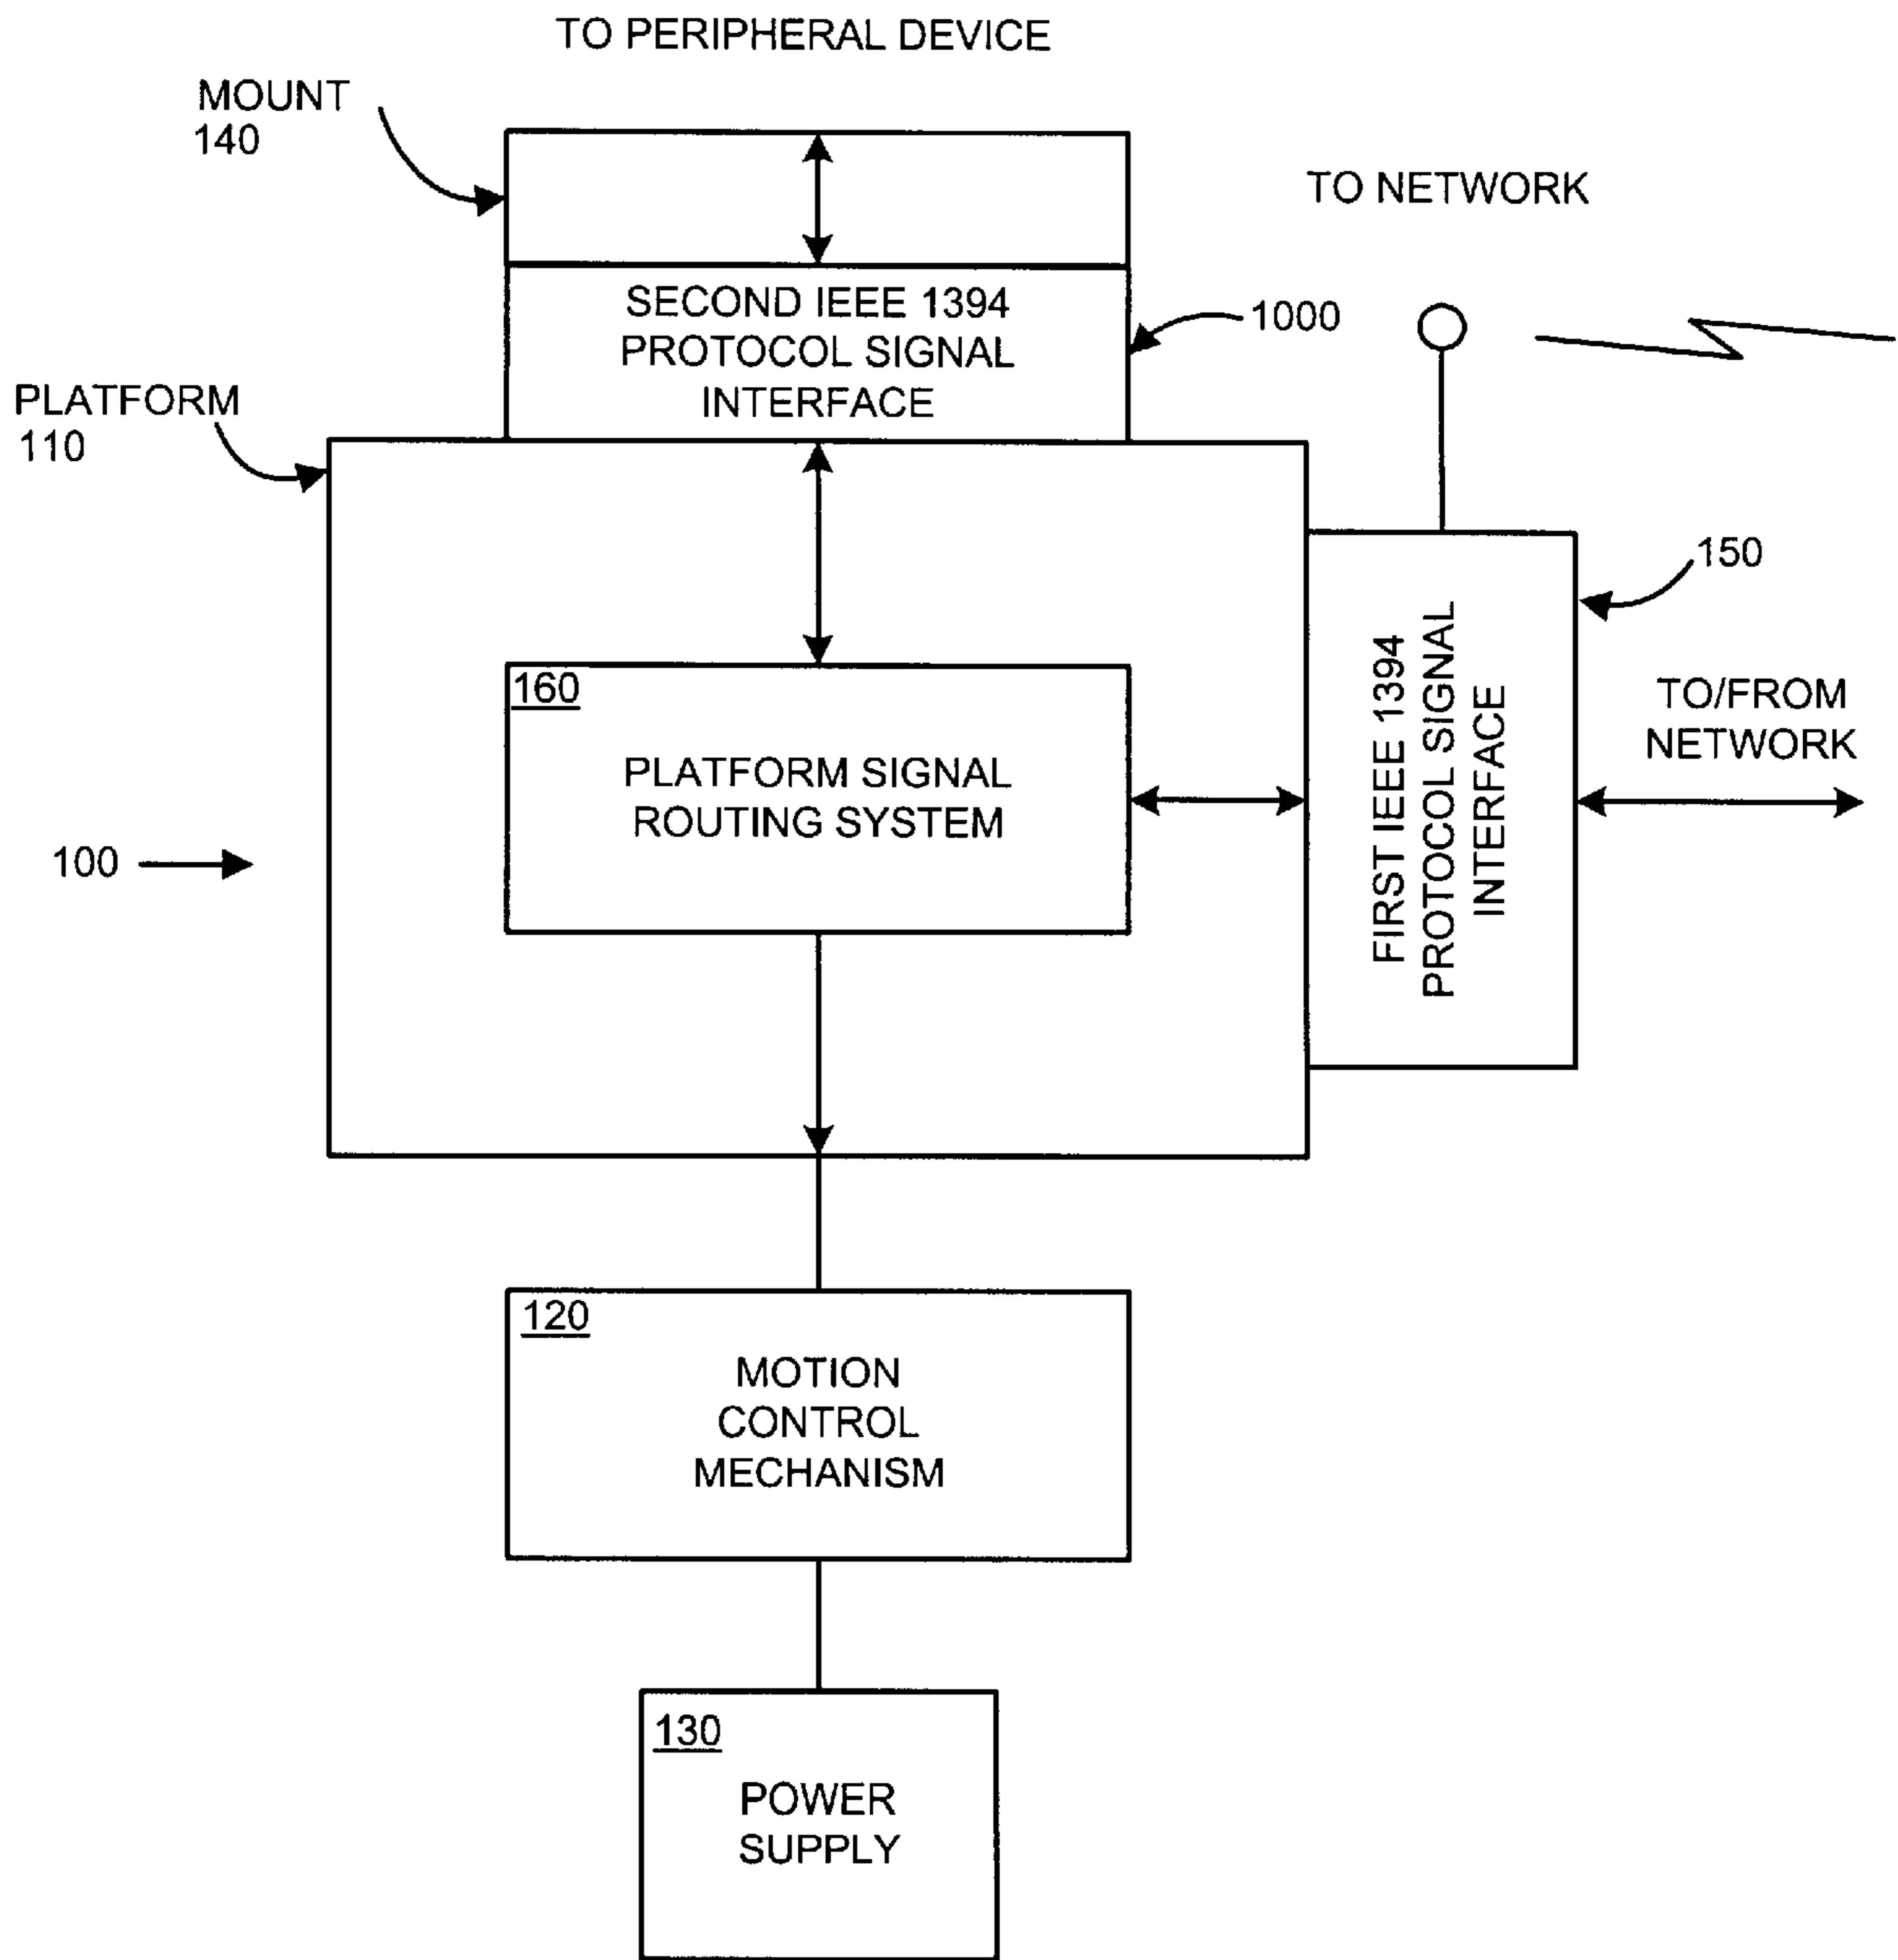 TO PERIPHERAL DEVICE
MOUNT
140
TO NETWORK
SECOND IEEE 1394
PROTOCOL SIGNAL
INTERFACE
1000
PLATFORM
110
150
FIRST IEEE 1394
PROTOCOL SIGNAL
INTERFACE
TO/FROM
NETWORK
160
PLATFORM SIGNAL
ROUTING SYSTEM
100
120
MOTION
CONTROL
MECHANISM
130
POWER
SUPPLY